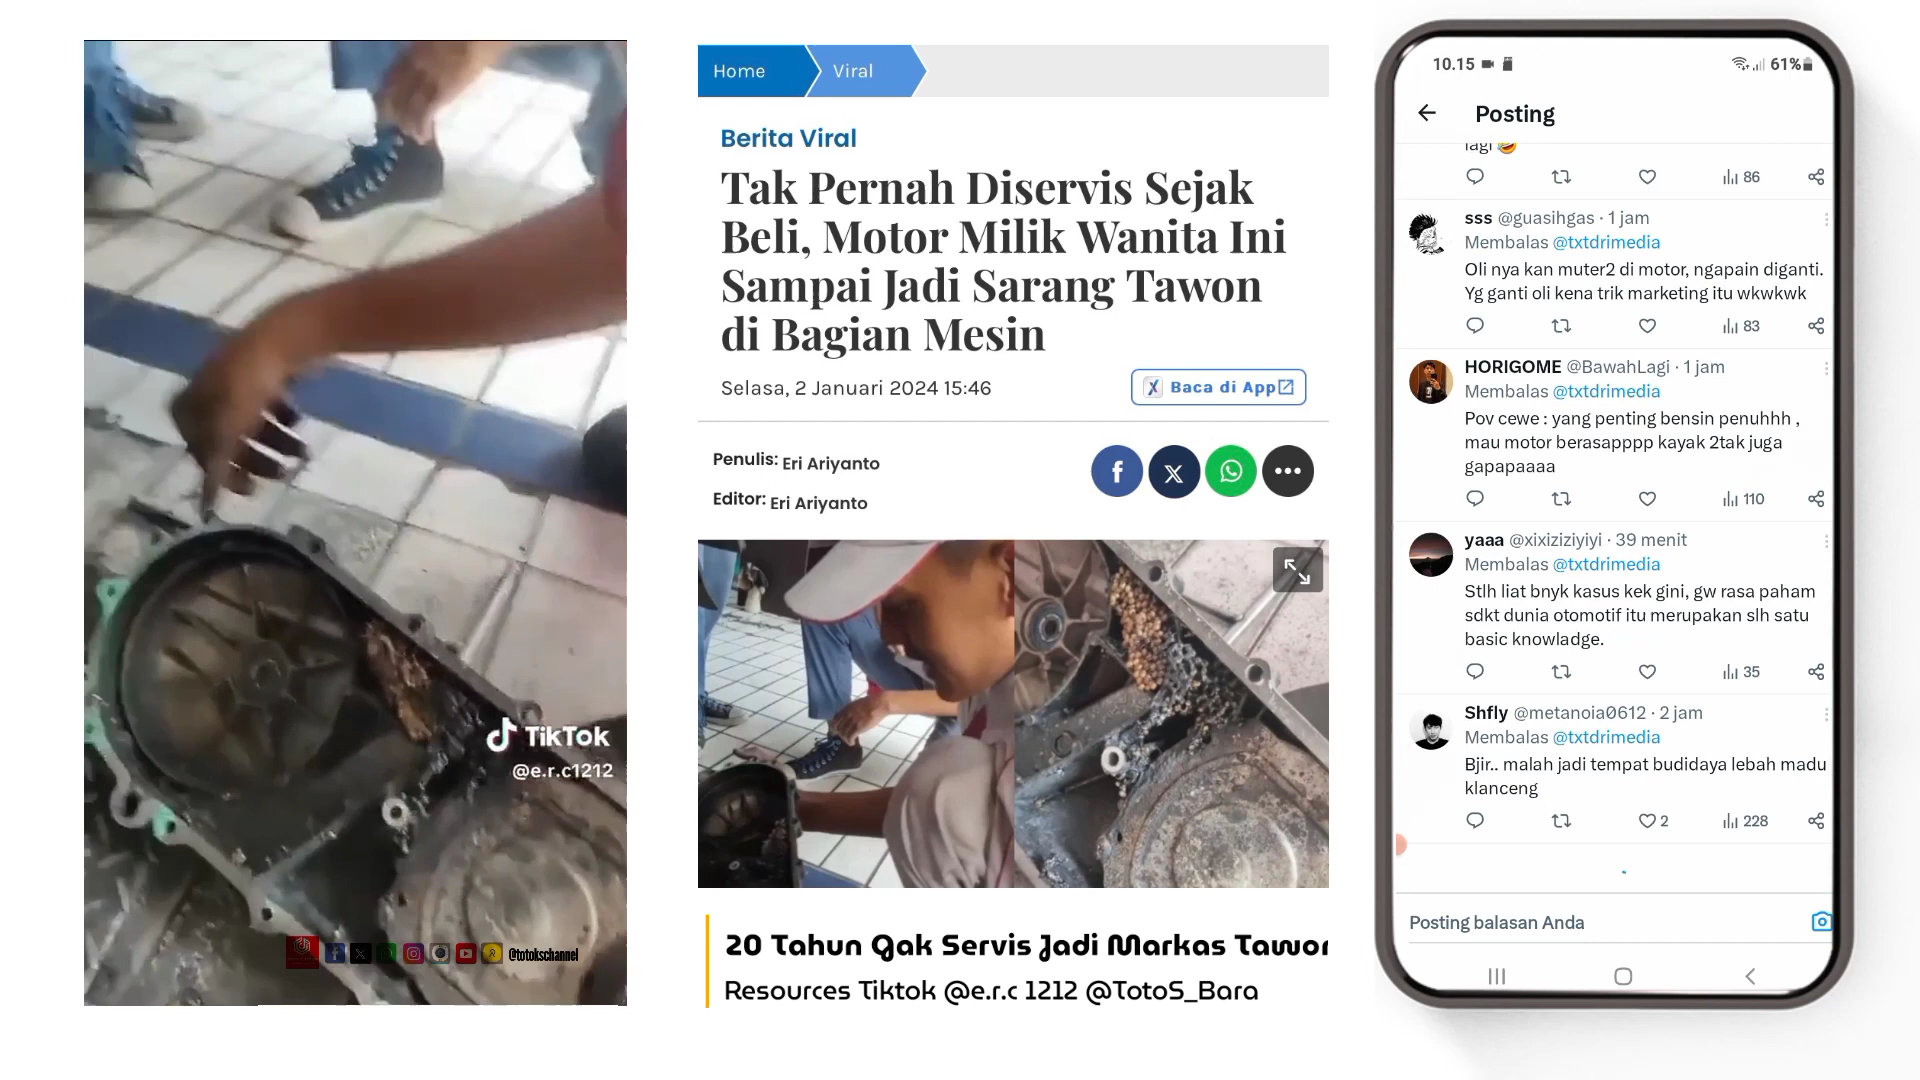 TikTok
@e.r.c1212
@totokschannel
Home
Viral
Berita Viral
Tak Pernah Diservis Sejak
Beli, Motor Milik Wanita Ini
Sampai Jadi Sarang Tawon
di Bagian Mesin
Selasa, 2 Januari 2024 15:46
Baca di App
Penulis: Eri Ariyanto
Editor: Eri Ariyanto
20 Tahun Gak Servis Jadi Markas Tawon
Resources Tiktok @e.r.c 1212 @TotoS_Bara
10.15
61%
Posting
lagi 🤣
86
sss @guasihgas · 1 jam
Membalas @txtdrimedia
Oli nya kan muter2 di motor, ngapain diganti.
Yg ganti oli kena trik marketing itu wkwkwk
83
HORIGOME @BawahLagi · 1 jam
Membalas @txtdrimedia
Pov cewe : yang penting bensin penuhhh ,
mau motor berasapppp kayak 2tak juga
gapapaaaa
110
yaaa @xixiziziyiyi · 39 menit
Membalas @txtdrimedia
Stlh liat bnyk kasus kek gini, gw rasa paham
sdkt dunia otomotif itu merupakan slh satu
basic knowladge.
35
Shfly @metanoia0612 · 2 jam
Membalas @txtdrimedia
Bjir.. malah jadi tempat budidaya lebah madu
klanceng
2
228
Posting balasan Anda